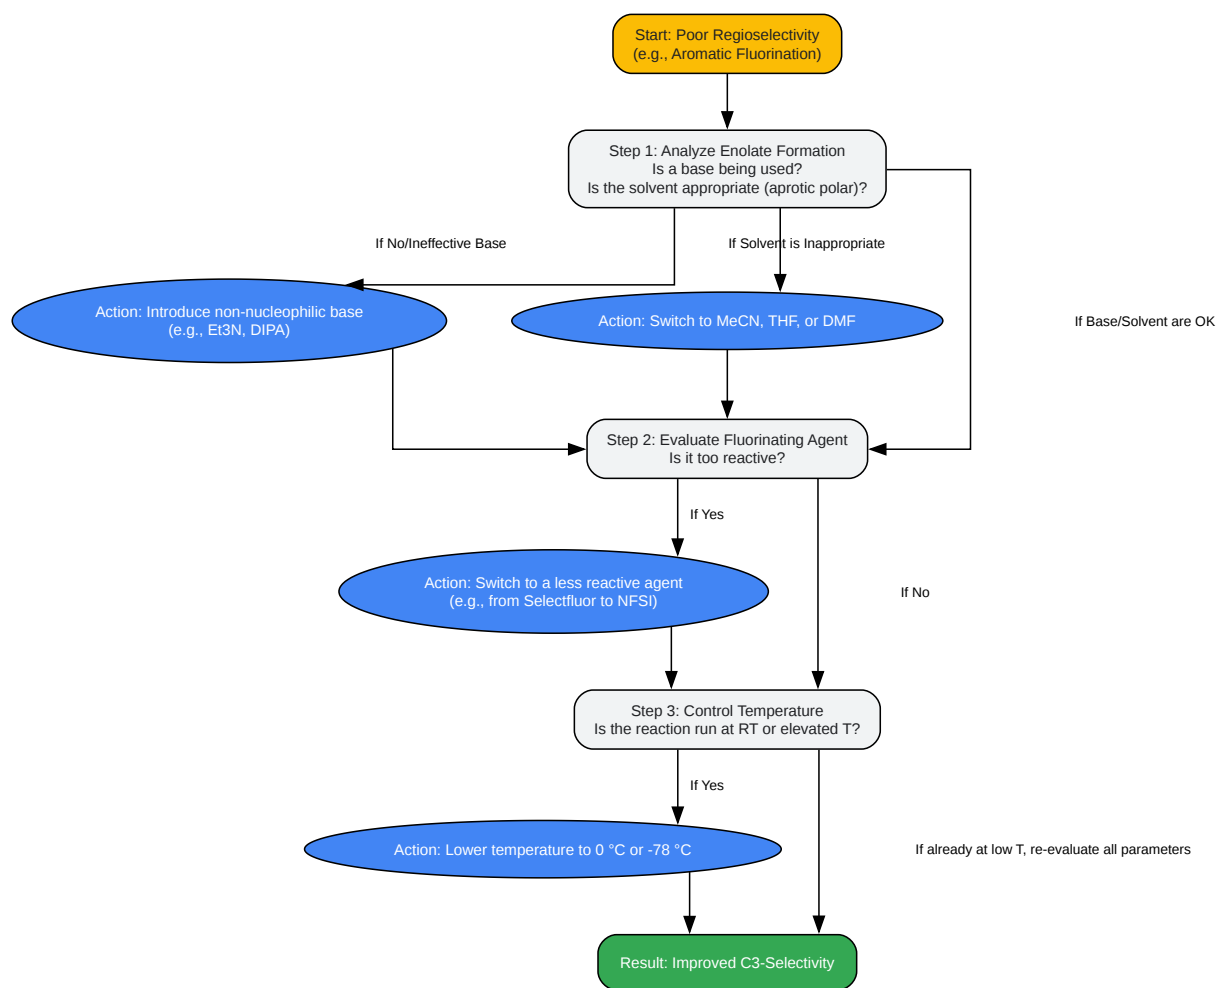 Start: Poor Regioselectivity
(e.g., Aromatic Fluorination)
Step 1: Analyze Enolate Formation
Is a base being used?
Is the solvent appropriate (aprotic polar)?
If No/Ineffective Base
If Solvent is Inappropriate
Action: Introduce non-nucleophilic base
(e.g., Et3N, DIPA)
Action: Switch to MeCN, THF, or DMF
If Base/Solvent are OK
Step 2: Evaluate Fluorinating Agent
Is it too reactive?
If Yes
Action: Switch to a less reactive agent
(e.g., from Selectfluor to NFSI)
If No
Step 3: Control Temperature
Is the reaction run at RT or elevated T?
If Yes
Action: Lower temperature to 0 °C or -78 °C
If already at low T, re-evaluate all parameters
Result: Improved C3-Selectivity